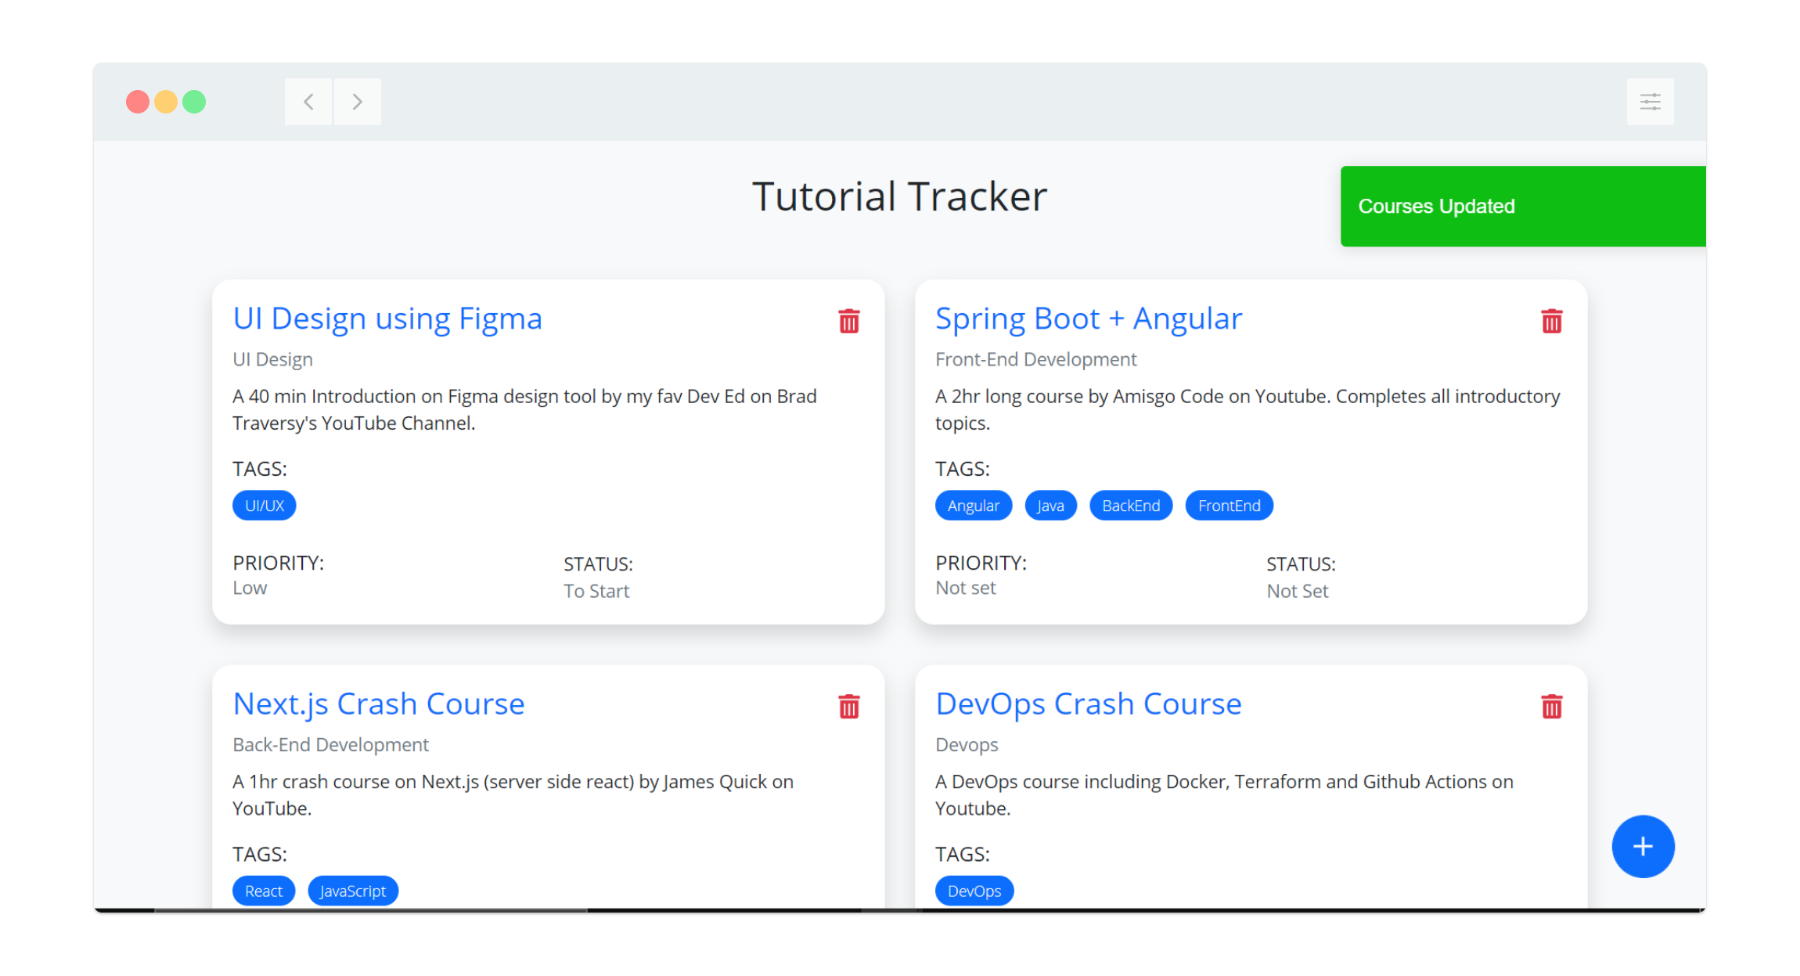 Tutorial Tracker
Courses Updated
UI Design using Figma
UI Design
A 40 min Introduction on Figma design tool by my fav Dev Ed on Brad
Traversy's YouTube Channel.
TAGS:
UI/UX
PRIORITY:
Low
STATUS:
To Start
Spring Boot + Angular
Front-End Development
A 2hr long course by Amisgo Code on Youtube. Completes all introductory
topics.
TAGS:
Angular Java BackEnd FrontEnd
PRIORITY:
Not set
STATUS:
Not Set
Next.js Crash Course
Back-End Development
A 1hr crash course on Next.js (server side react) by James Quick on
YouTube.
TAGS:
React JavaScript
DevOps Crash Course
Devops
A DevOps course including Docker, Terraform and Github Actions on
Youtube.
TAGS:
DevOps